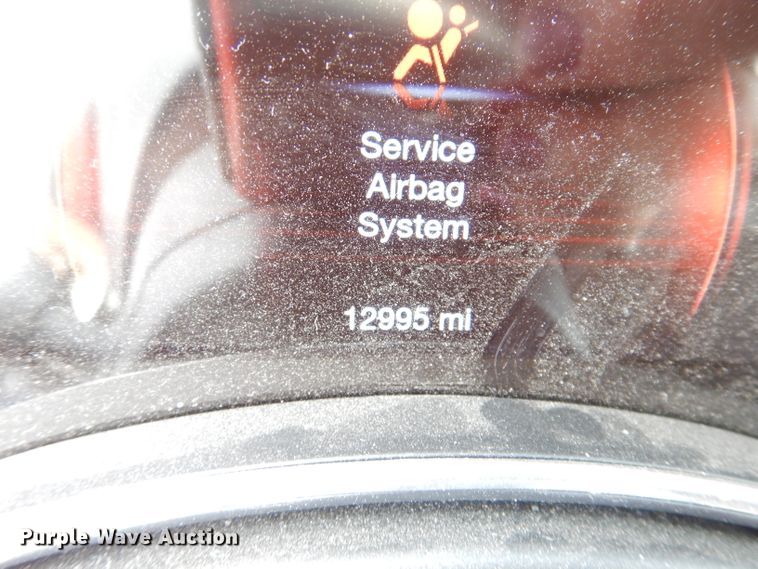 Service
Airbag
System
12995 mi
Purple Wave Auction